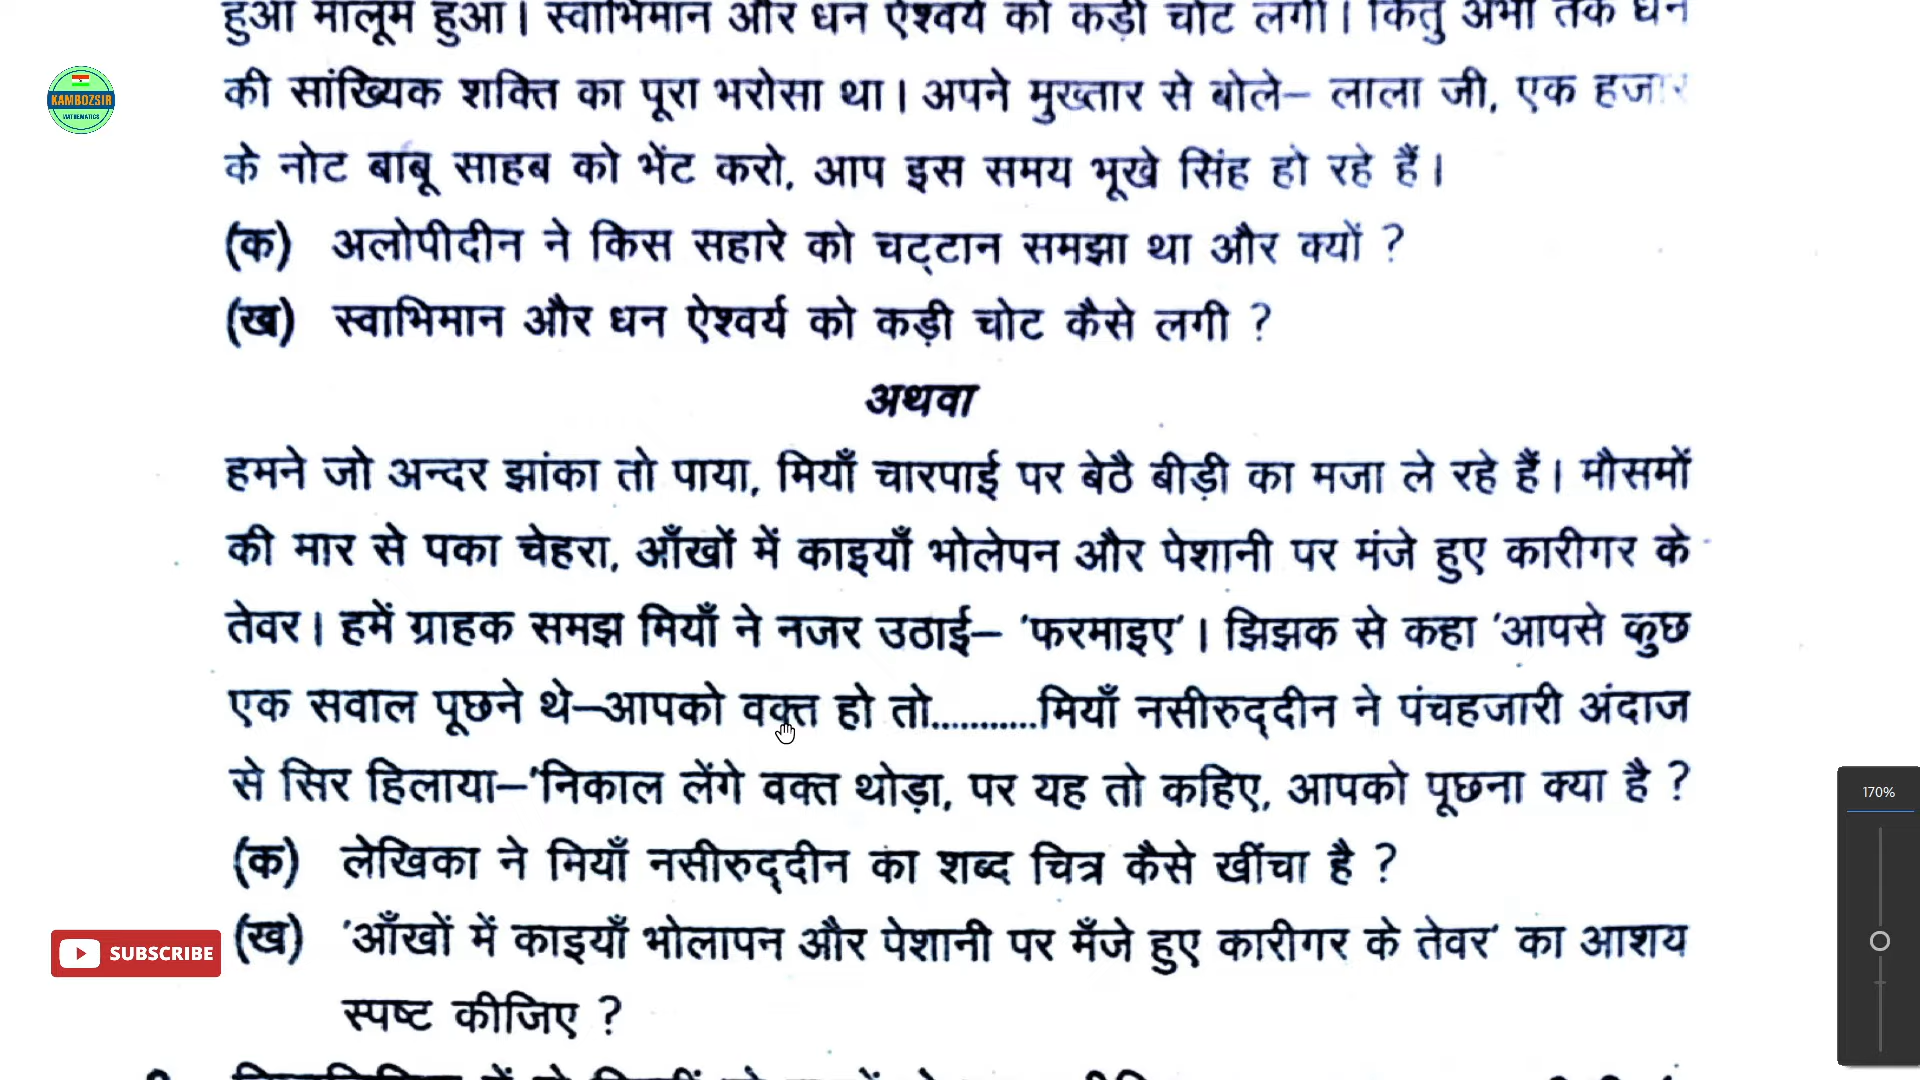 हुआ मालूम हुआ। स्वाभिमान और धन ऐश्वर्य को कड़ी चोट लगी। किंतु अभी तक धन
KAMBOZSIR
MATHEMATICS
की सांख्यिक शक्ति का पूरा भरोसा था। अपने मुख्तार से बोले– लाला जी, एक हजार
के नोट बाबू साहब को भेंट करो, आप इस समय भूखे सिंह हो रहे हैं।
(क) अलोपीदीन ने किस सहारे को चट्टान समझा था और क्यों ?
(ख) स्वाभिमान और धन ऐश्वर्य को कड़ी चोट कैसे लगी ?
अथवा
हमने जो अन्दर झांका तो पाया, मियाँ चारपाई पर बेठै बीड़ी का मजा ले रहे हैं। मौसमों
की मार से पका चेहरा, आँखों में काइयाँ भोलेपन और पेशानी पर मंजे हुए कारीगर के
तेवर। हमें ग्राहक समझ मियाँ ने नजर उठाई– 'फरमाइए'। झिझक से कहा 'आपसे कुछ
एक सवाल पूछने थे–आपको वक्त हो तो...........मियाँ नसीरुद्दीन ने पंचहजारी अंदाज
से सिर हिलाया–'निकाल लेंगे वक्त थोड़ा, पर यह तो कहिए, आपको पूछना क्या है ?
170%
(क) लेखिका ने मियाँ नसीरुद्दीन का शब्द चित्र कैसे खींचा है ?
(ख) 'आँखों में काइयाँ भोलापन और पेशानी पर मँजे हुए कारीगर के तेवर' का आशय
SUBSCRIBE
स्पष्ट कीजिए ?